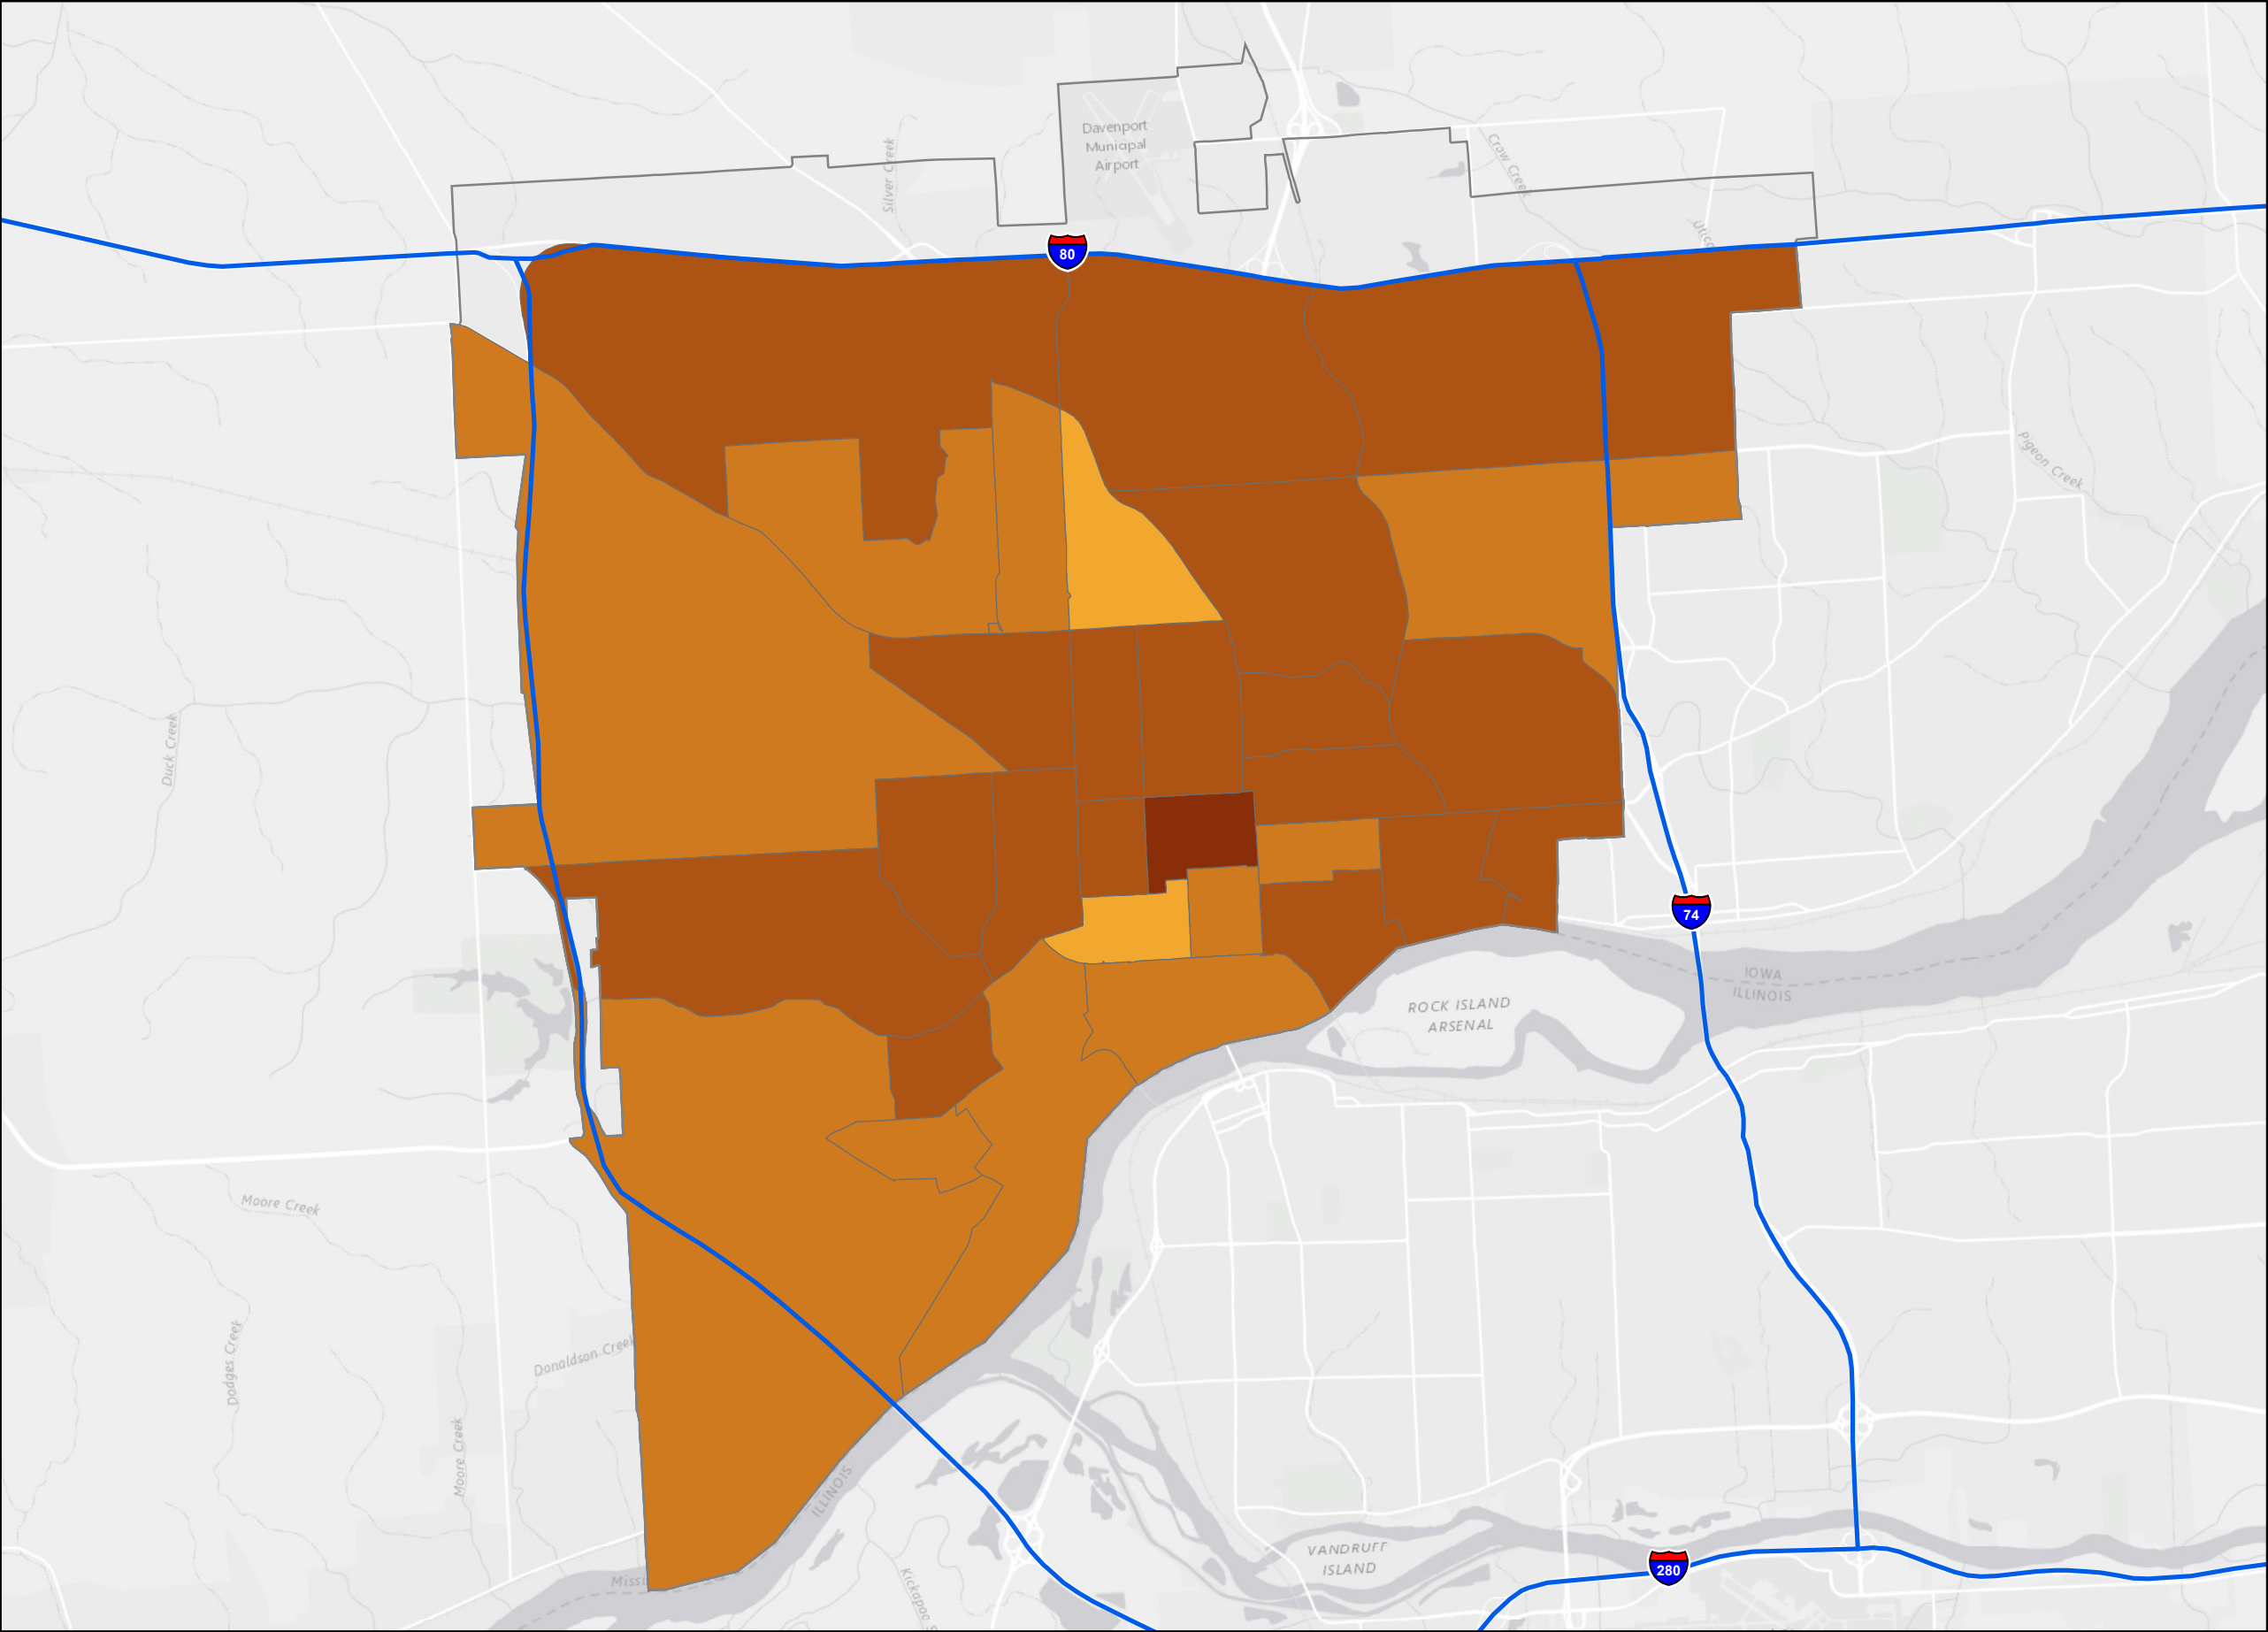 Davenport
Municipal
Airport
Silver Creek
Crow Creek
80
Pigeon Creek
Duck Creek
74
IOWA
ILLINOIS
ROCK ISLAND
ARSENAL
Moore Creek
Donaldson Creek
Dodges Creek
Moore Creek
ILLINOIS
VANDRUFF
ISLAND
280
Kickapoo